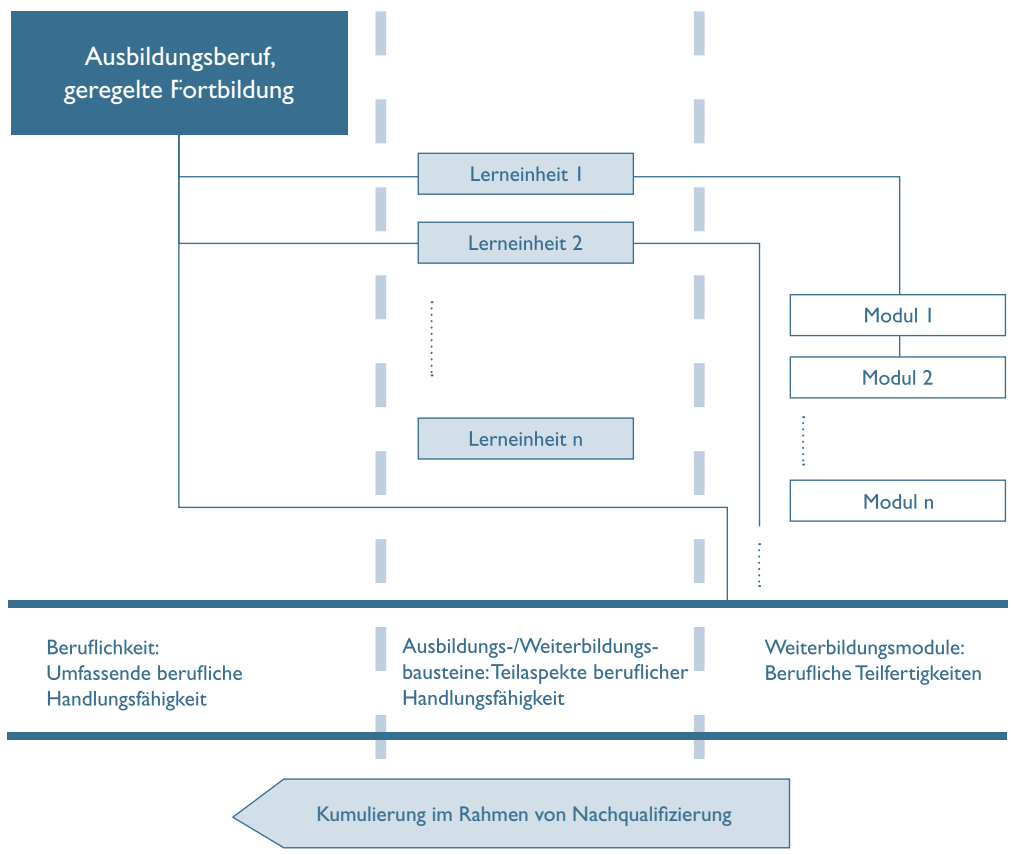 Ausbildungsberuf,
geregelte Fortbildung
Lerneinheit 1
Lerneinheit 2
Lerneinheit n
Modul 1
Modul 2
Modul n
Beruflichkeit:
Umfassende berufliche
Handlungsfähigkeit
Ausbildungs-/Weiterbildungs-
bausteine: Teilaspekte beruflicher
Handlungsfähigkeit
Weiterbildungsmodule:
Berufliche Teilfertigkeiten
Kumulierung im Rahmen von Nachqualifizierung